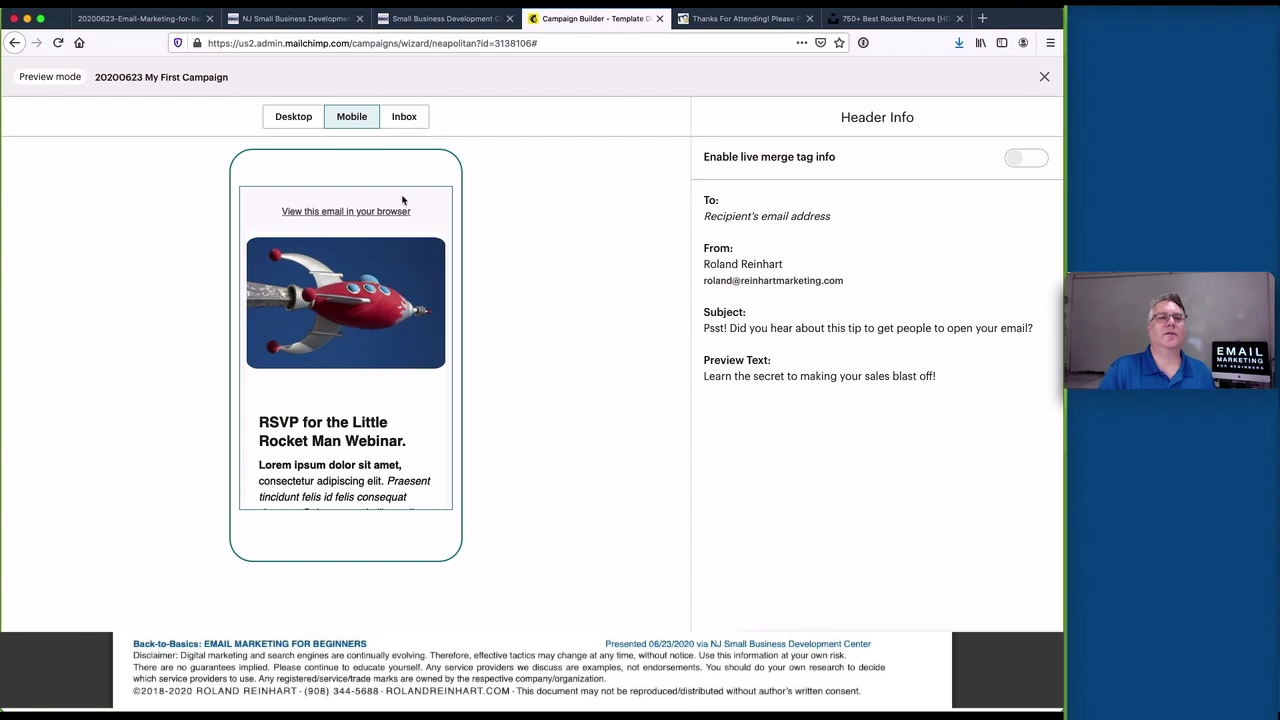 20200623-Email-Marketing-for-Be
NJ Small Business Developmen
Small Business Development C
Campaign Builder - Template D
Thanks For Attending! Please R
750+ Best Rocket Pictures [HD
https://us2.admin.mailchimp.com/campaigns/wizard/neapolitan?id=3138106#
Preview mode
20200623 My First Campaign
Desktop
Mobile
Inbox
Header Info
Enable live merge tag info
View this email in your browser
RSVP for the Little
Rocket Man Webinar.
Lorem ipsum dolor sit amet,
consectetur adipiscing elit. Praesent
tincidunt felis id felis consequat
To:
Recipient's email address
From:
Roland Reinhart
roland@reinhartmarketing.com
Subject:
Psst! Did you hear about this tip to get people to open your email?
Preview Text:
Learn the secret to making your sales blast off!
EMAIL
MARKETING
FOR BEGINNERS
Back-to-Basics: EMAIL MARKETING FOR BEGINNERS
Presented 06/23/2020 via NJ Small Business Development Center
Disclaimer: Digital marketing and search engines are continually evolving. Therefore, effective tactics may change at any time, without notice. Use this information at your own risk.
There are no guarantees implied. Please continue to educate yourself. Any service providers we discuss are examples, not endorsements. You should do your own research to decide
which service providers to use. Any registered/service/trade marks are owned by the respective company/organization.
©2018-2020 ROLAND REINHART · (908) 344-5688 · ROLANDREINHART.COM · This document may not be reproduced/distributed without author's written consent.